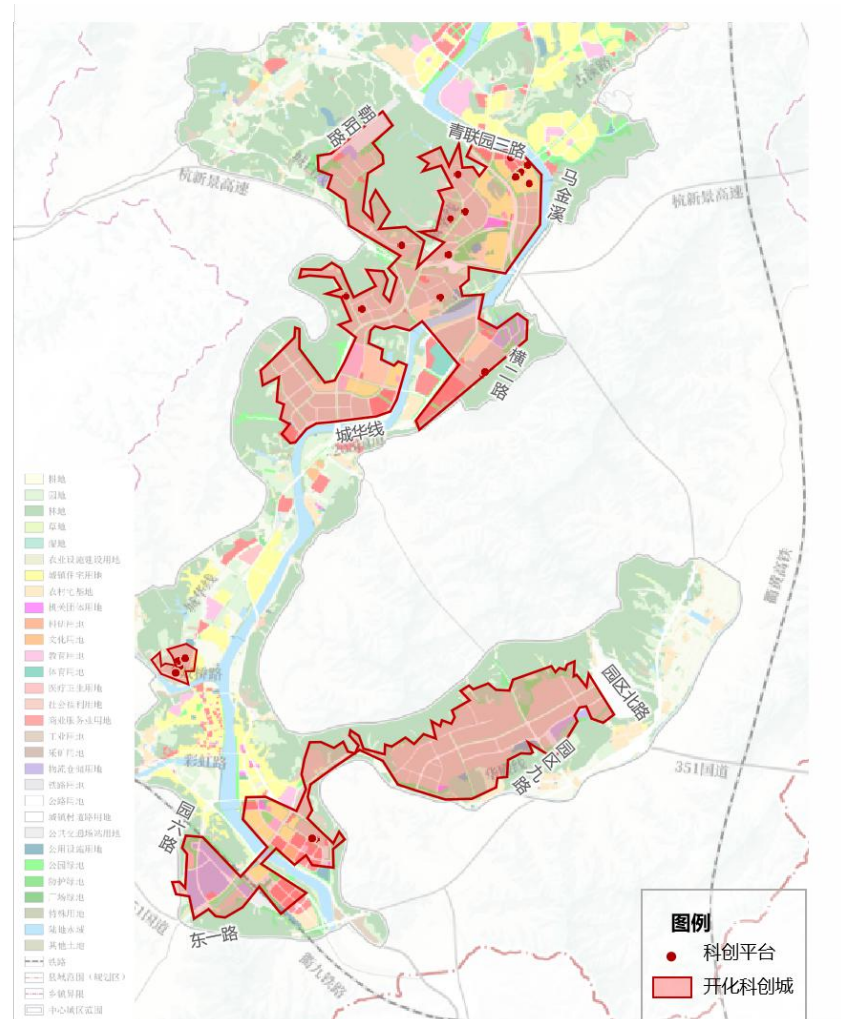 朝阳路
青联园三路
马金溪
杭新景高速
杭新景高速
横二路
城华线
衢黄高铁
城华线
园区北路
园区九路
351国道
彩虹路
园六路
东一路
衢九铁路
耕地
园地
林地
草地
湿地
农业设施建设用地
城镇住宅用地
农村宅基地
机关团体用地
科研用地
文化用地
教育用地
体育用地
医疗卫生用地
社会福利用地
商业服务业用地
工业用地
采矿用地
物流仓储用地
铁路用地
公路用地
城镇村道路用地
公共交通场站用地
公用设施用地
公园绿地
防护绿地
广场绿地
特殊用地
陆地水域
其他土地
铁路
县域范围（规划区）
乡镇界限
中心城区范围
图例
科创平台
开化科创城